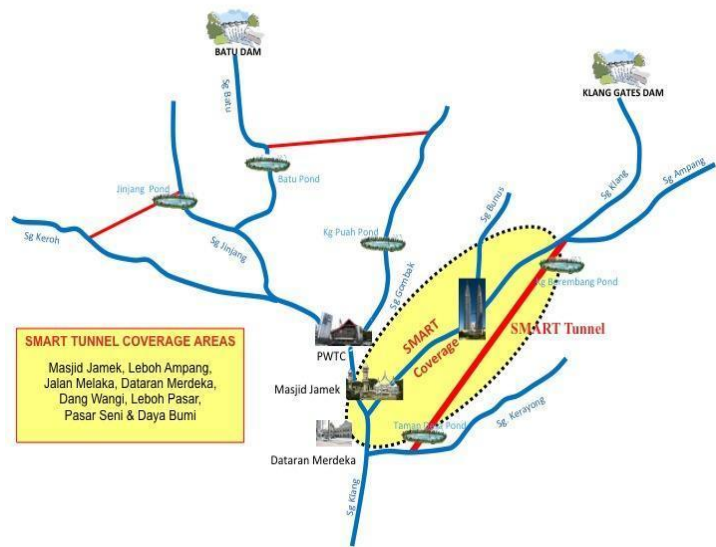 BATU DAM
KLANG GATES DAM
Sg Batu
Batu Pond
Jinjang Pond
Sg Keroh
Sg Jinjang
Kg Puah Pond
Sg Gombak
Sg Bunus
Sg Klang
Sg Ampang
Berembang Pond
SMART Tunnel
SMART
Coverage
PWTC
Masjid Jamek
Dataran Merdeka
Taman Pond
Sg. Kerayong
Sg Klang
SMART TUNNEL COVERAGE AREAS
Masjid Jamek, Leboh Ampang,
Jalan Melaka, Dataran Merdeka,
Dang Wangi, Leboh Pasar,
Pasar Seni & Daya Bumi